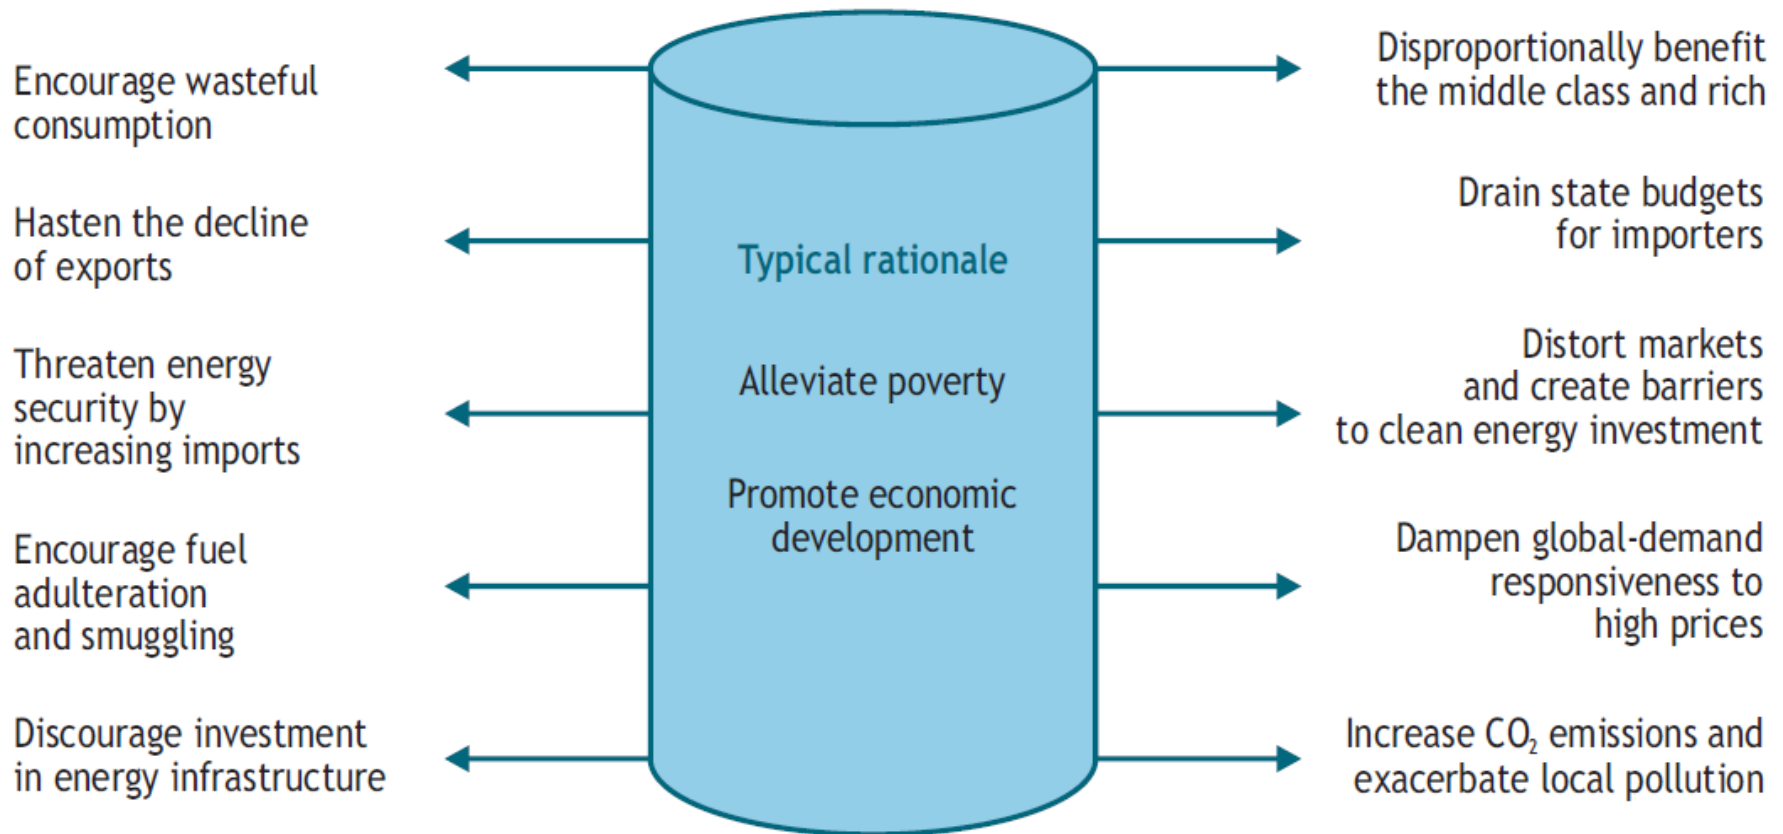 Encourage wasteful
consumption
Hasten the decline
of exports
Threaten energy
security by
increasing imports
Encourage fuel
adulteration
and smuggling
Discourage investment
in energy infrastructure
Typical rationale
Alleviate poverty
Promote economic
development
Disproportionally benefit
the middle class and rich
Drain state budgets
for importers
Distort markets
and create barriers
to clean energy investment
Dampen global-demand
responsiveness to
high prices
Increase CO₂ emissions and
exacerbate local pollution